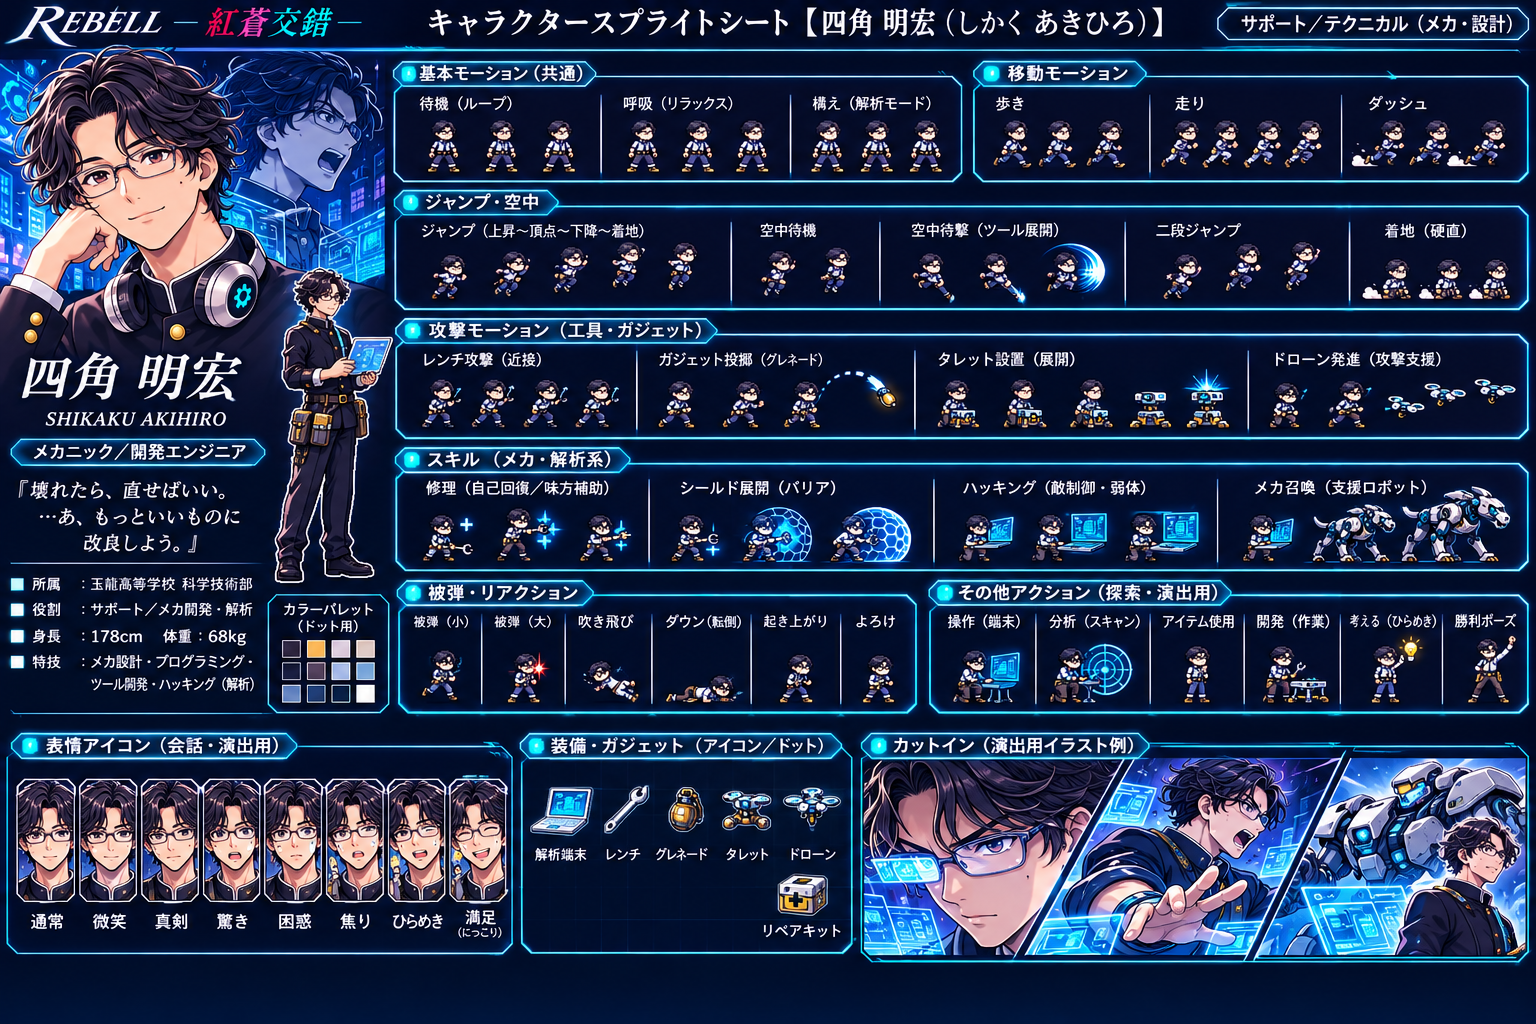 REBELL —紅蒼交錯—
キャラクタースプライトシート【四角 明宏（しかく あきひろ）】
サポート／テクニカル（メカ・設計）
四角 明宏
SHIKAKU AKIHIRO
メカニック／開発エンジニア
『壊れたら、直せばいい。
…あ、もっといいものに
改良しよう。』
所属 ：玉龍高等学校 科学技術部
役割 ：サポート／メカ開発・解析
身長 ：178cm 体重：68kg
特技 ：メカ設計・プログラミング・
ツール開発・ハッキング（解析）
カラーパレット
（ドット用）
基本モーション（共通）
待機（ループ）
呼吸（リラックス）
構え（解析モード）
移動モーション
歩き
走り
ダッシュ
ジャンプ・空中
ジャンプ（上昇〜頂点〜下降〜着地）
空中待機
空中待撃（ツール展開）
二段ジャンプ
着地（硬直）
攻撃モーション（工具・ガジェット）
レンチ攻撃（近接）
ガジェット投擲（グレネード）
タレット設置（展開）
ドローン発進（攻撃支援）
スキル（メカ・解析系）
修理（自己回復／味方補助）
シールド展開（バリア）
ハッキング（敵制御・弱体）
メカ召喚（支援ロボット）
被弾・リアクション
被弾（小）
被弾（大）
吹き飛び
ダウン（転倒）
起き上がり
よろけ
その他アクション（探索・演出用）
操作（端末）
分析（スキャン）
アイテム使用
開発（作業）
考える（ひらめき）
勝利ポーズ
表情アイコン（会話・演出用）
通常
微笑
真剣
驚き
困惑
焦り
ひらめき
満足
（にっこり）
装備・ガジェット（アイコン／ドット）
解析端末
レンチ
グレネード
タレット
ドローン
リペアキット
カットイン（演出用イラスト例）